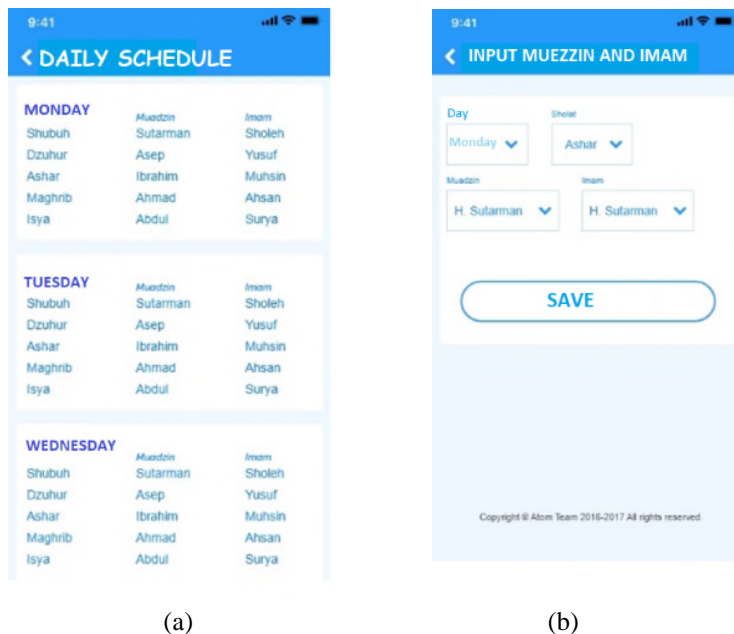 9:41
DAILY SCHEDULE
MONDAY
Muadzin Imam
Shubuh Sutarman Sholeh
Dzuhur Asep Yusuf
Ashar Ibrahim Muhsin
Maghrib Ahmad Ahsan
Isya Abdul Surya
TUESDAY
Muadzin Imam
Shubuh Sutarman Sholeh
Dzuhur Asep Yusuf
Ashar Ibrahim Muhsin
Maghrib Ahmad Ahsan
Isya Abdul Surya
WEDNESDAY
Muadzin Imam
Shubuh Sutarman Sholeh
Dzuhur Asep Yusuf
Ashar Ibrahim Muhsin
Maghrib Ahmad Ahsan
Isya Abdul Surya
(a)
9:41
INPUT MUEZZIN AND IMAM
Day Sholat
Monday Ashar
Muadzin Imam
H. Sutarman H. Sutarman
SAVE
Copyright © Atom Team 2016-2017 All rights reserved.
(b)